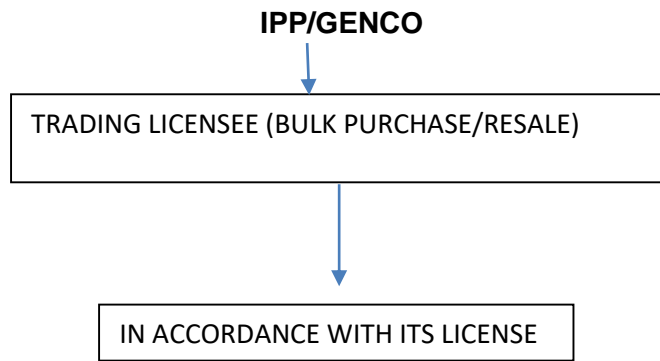 IPP/GENCO
TRADING LICENSEE (BULK PURCHASE/RESALE)
IN ACCORDANCE WITH ITS LICENSE